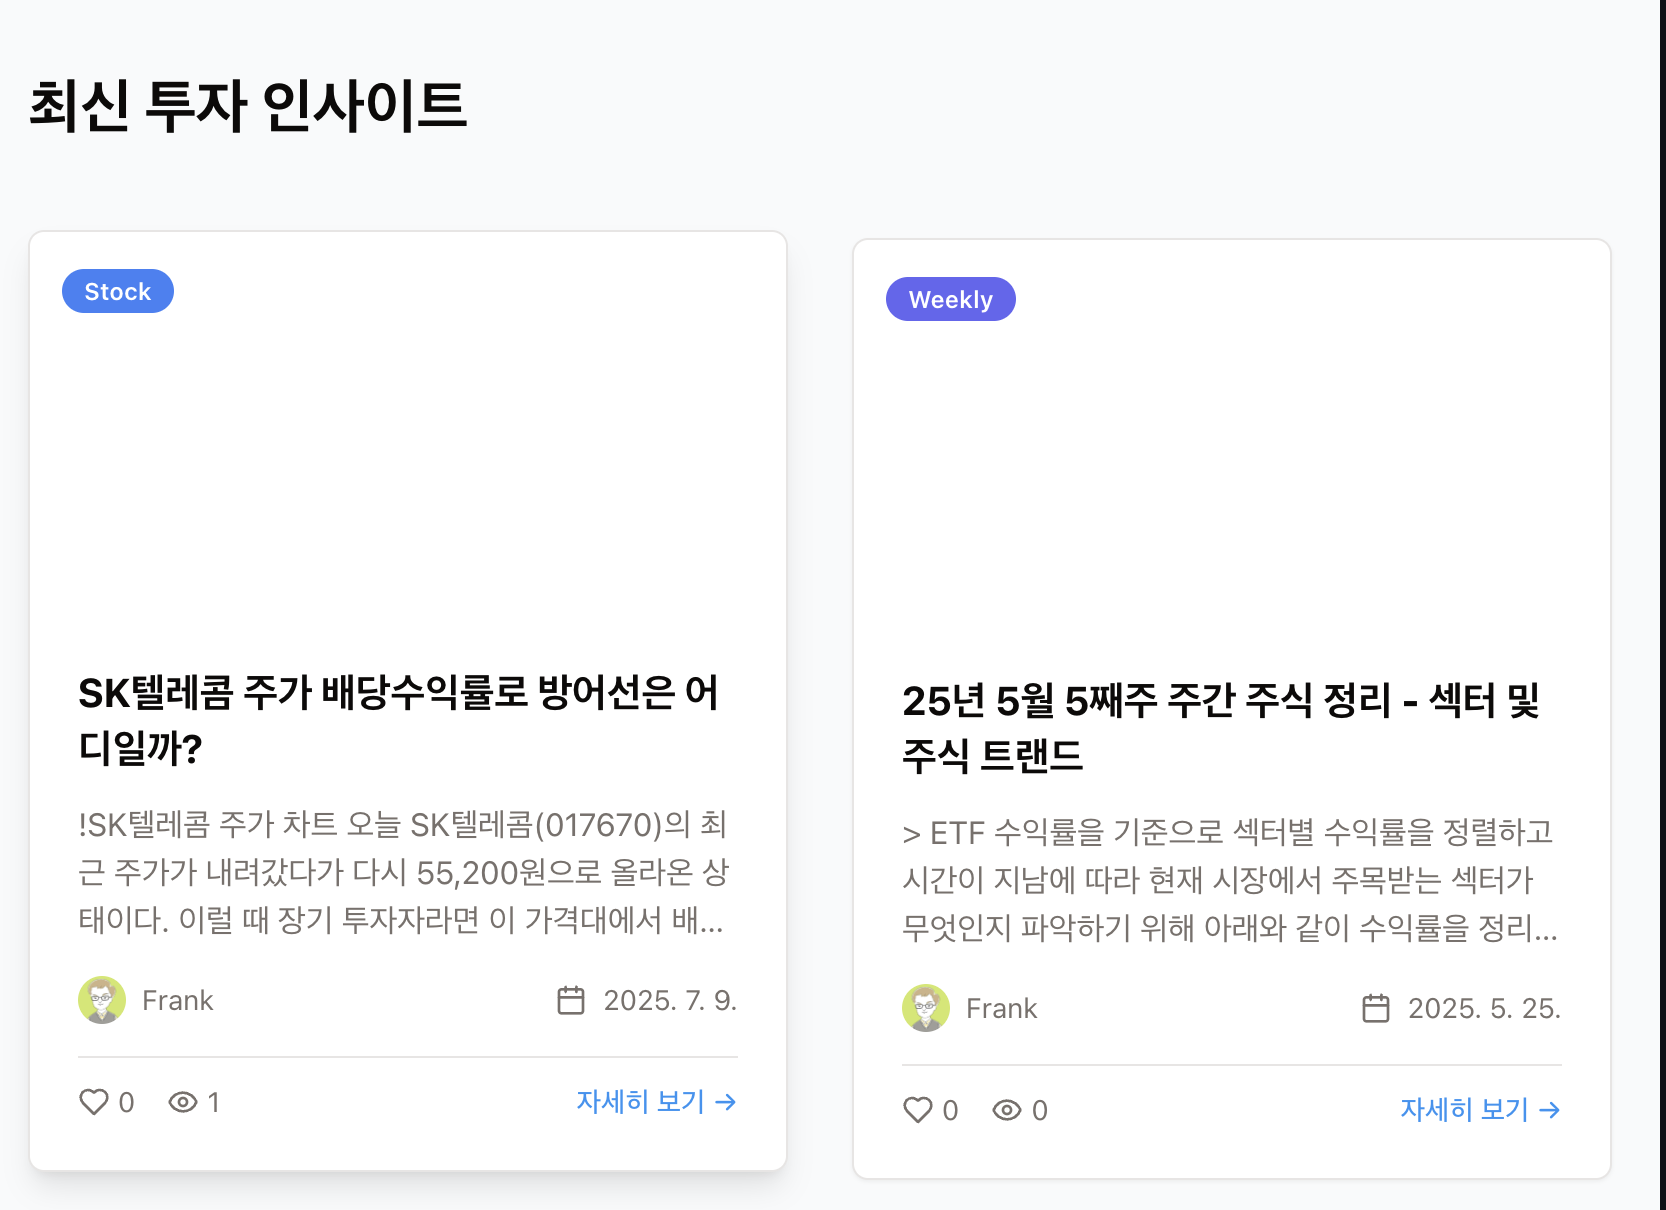 최신 투자 인사이트
Stock
SK텔레콤 주가 배당수익률로 방어선은 어
디일까?
!SK텔레콤 주가 차트 오늘 SK텔레콤(017670)의 최
근 주가가 내려갔다가 다시 55,200원으로 올라온 상
태이다. 이럴 때 장기 투자자라면 이 가격대에서 배...
Frank
2025. 7. 9.
0
1
자세히 보기 →
Weekly
25년 5월 5째주 주간 주식 정리 - 섹터 및
주식 트랜드
> ETF 수익률을 기준으로 섹터별 수익률을 정렬하고
시간이 지남에 따라 현재 시장에서 주목받는 섹터가
무엇인지 파악하기 위해 아래와 같이 수익률을 정리...
Frank
2025. 5. 25.
0
0
자세히 보기 →